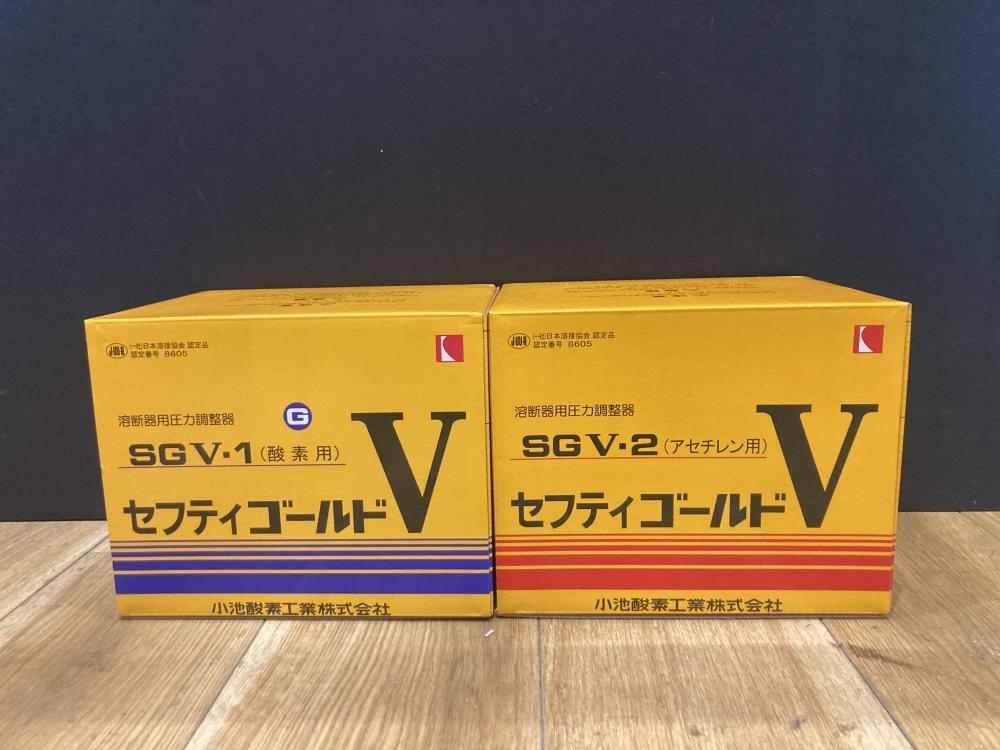 JWA (一社)日本溶接協会 認定品
認定番号 8605
溶断器用圧力調整器 G
SGV・1(酸素用)
セフティゴールドV
小池酸素工業株式会社
JWA (一社)日本溶接協会 認定品
認定番号 8605
溶断器用圧力調整器
SGV・2(アセチレン用)
セフティゴールドV
小池酸素工業株式会社